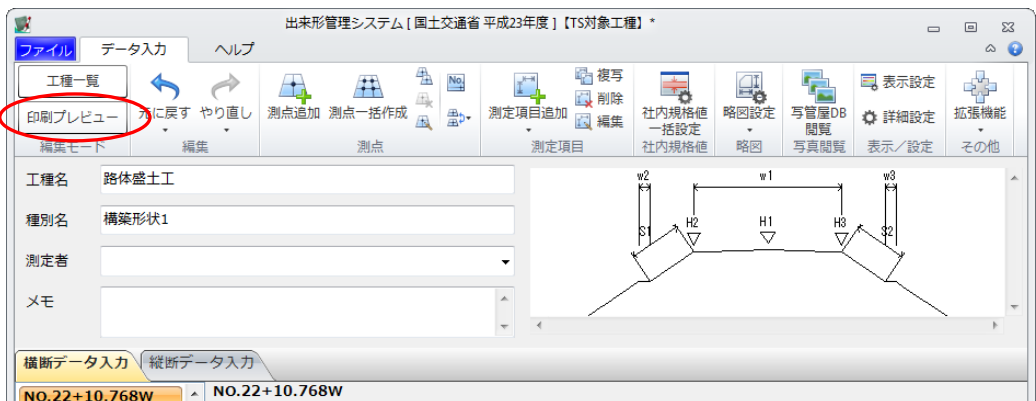 出来形管理システム [ 国土交通省 平成23年度 ]【TS対象工種】*
ファイル データ入力 ヘルプ
工種一覧
印刷プレビュー
編集モード
元に戻す やり直し
編集
測点追加 測点一括作成
No.
測点
測定項目追加
複写
削除
編集
測定項目
社内規格値
一括設定
社内規格値
略図設定
略図
写管屋DB
閲覧
写真閲覧
表示設定
詳細設定
表示／設定
拡張機能
その他
工種名 路体盛土工
種別名 構築形状1
測定者
メモ
w2 w1 w3
S1 H2 H1 H3 S2
横断データ入力 縦断データ入力
NO.22+10.768W NO.22+10.768W